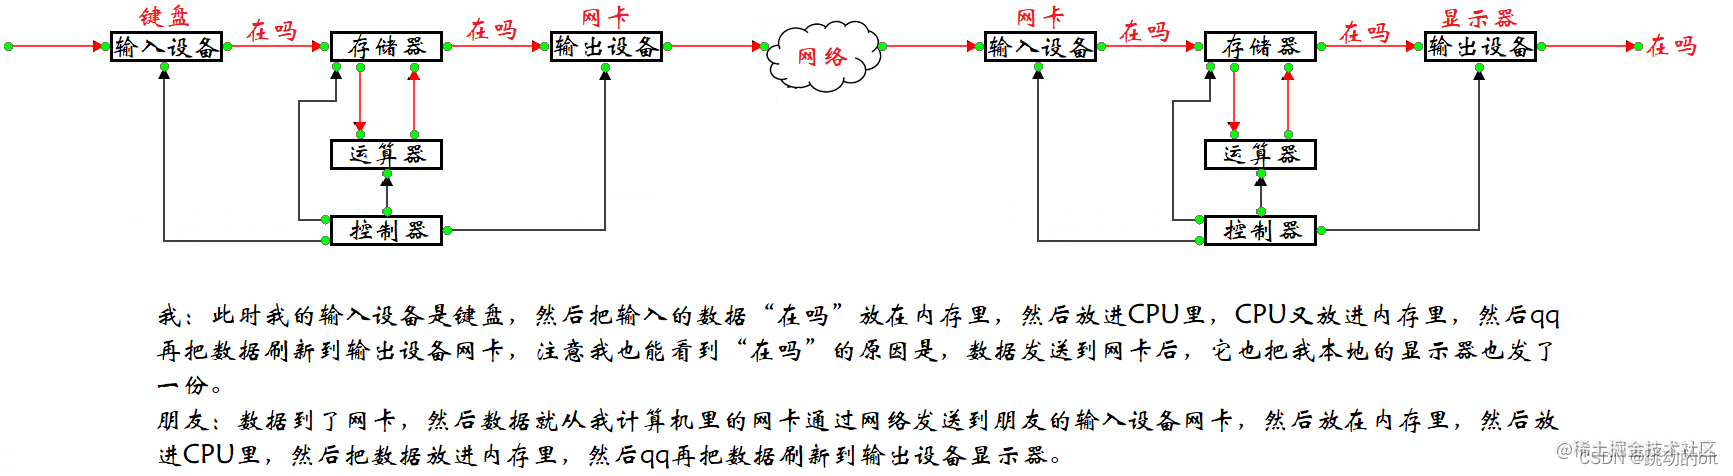 键盘 在吗 在吗 网卡 网卡 在吗 在吗 显示器
输入设备 存储器 输出设备 网络 输入设备 存储器 输出设备 在吗
运算器 运算器
控制器 控制器
我：此时我的输入设备是键盘，然后把输入的数据“在吗”放在内存里，然后放进CPU里，CPU又放进内存里，然后qq
再把数据刷新到输出设备网卡，注意我也能看到“在吗”的原因是，数据发送到网卡后，它也把我本地的显示器也发了
一份。
朋友：数据到了网卡，然后数据就从我计算机里的网卡通过网络发送到朋友的输入设备网卡，然后放在内存里，然后放
进CPU里，然后把数据放进内存里，然后qq再把数据刷新到输出设备显示器。
@稀土掘金技术社区
CSDN @跳动的bit